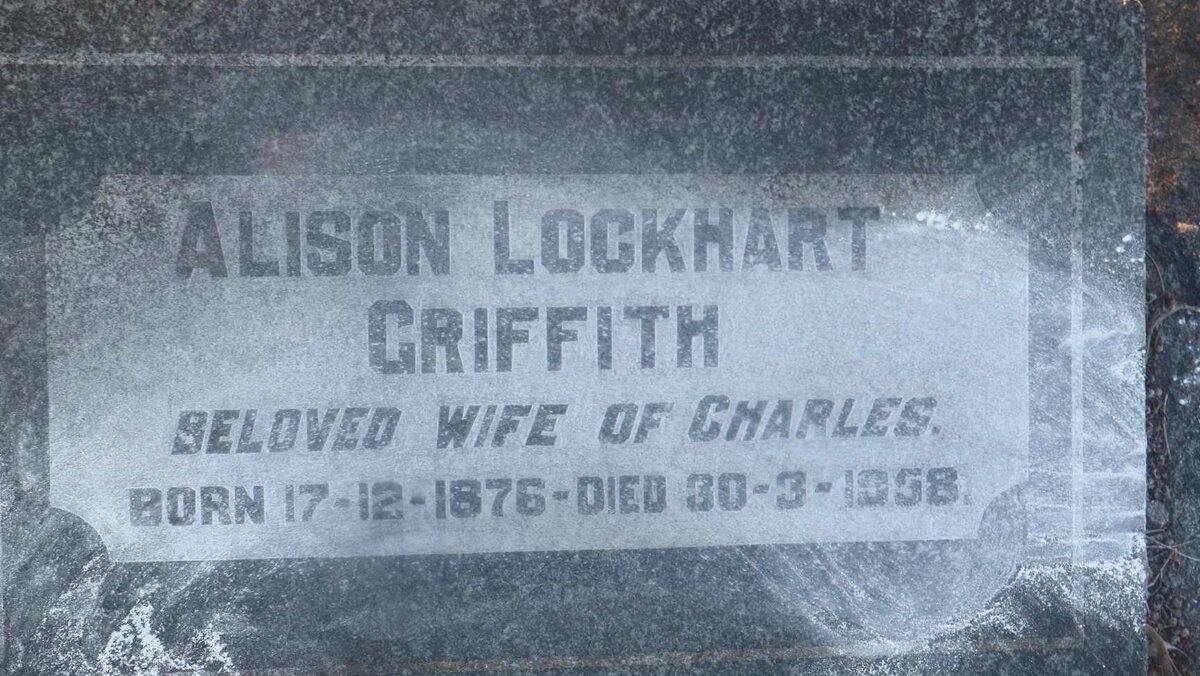 ALISON LOCKHART
GRIFFITH
BELOVED WIFE OF CHARLES.
BORN 17-12-1876-DIED 30-3-1958.